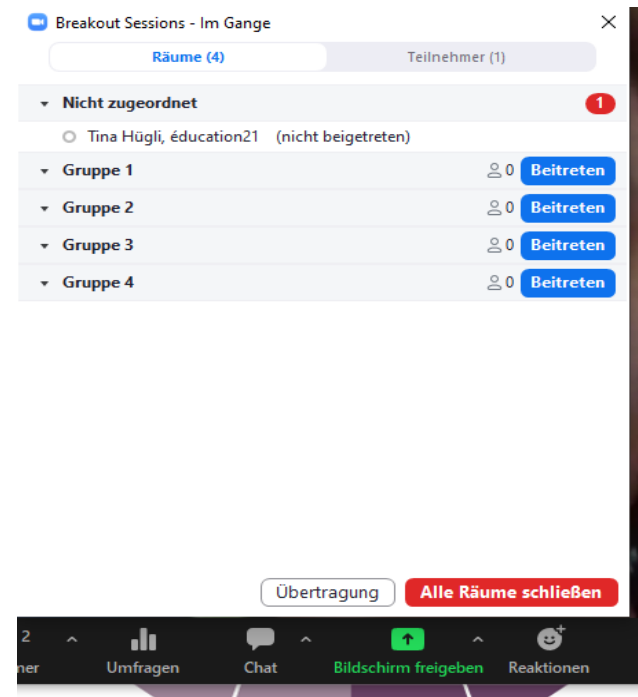 Breakout Sessions - Im Gange
Räume (4) Teilnehmer (1)
Nicht zugeordnet 1
Tina Hügli, éducation21 (nicht beigetreten)
Gruppe 1 0 Beitreten
Gruppe 2 0 Beitreten
Gruppe 3 0 Beitreten
Gruppe 4 0 Beitreten
Übertragung Alle Räume schließen
2
ner Umfragen Chat Bildschirm freigeben Reaktionen